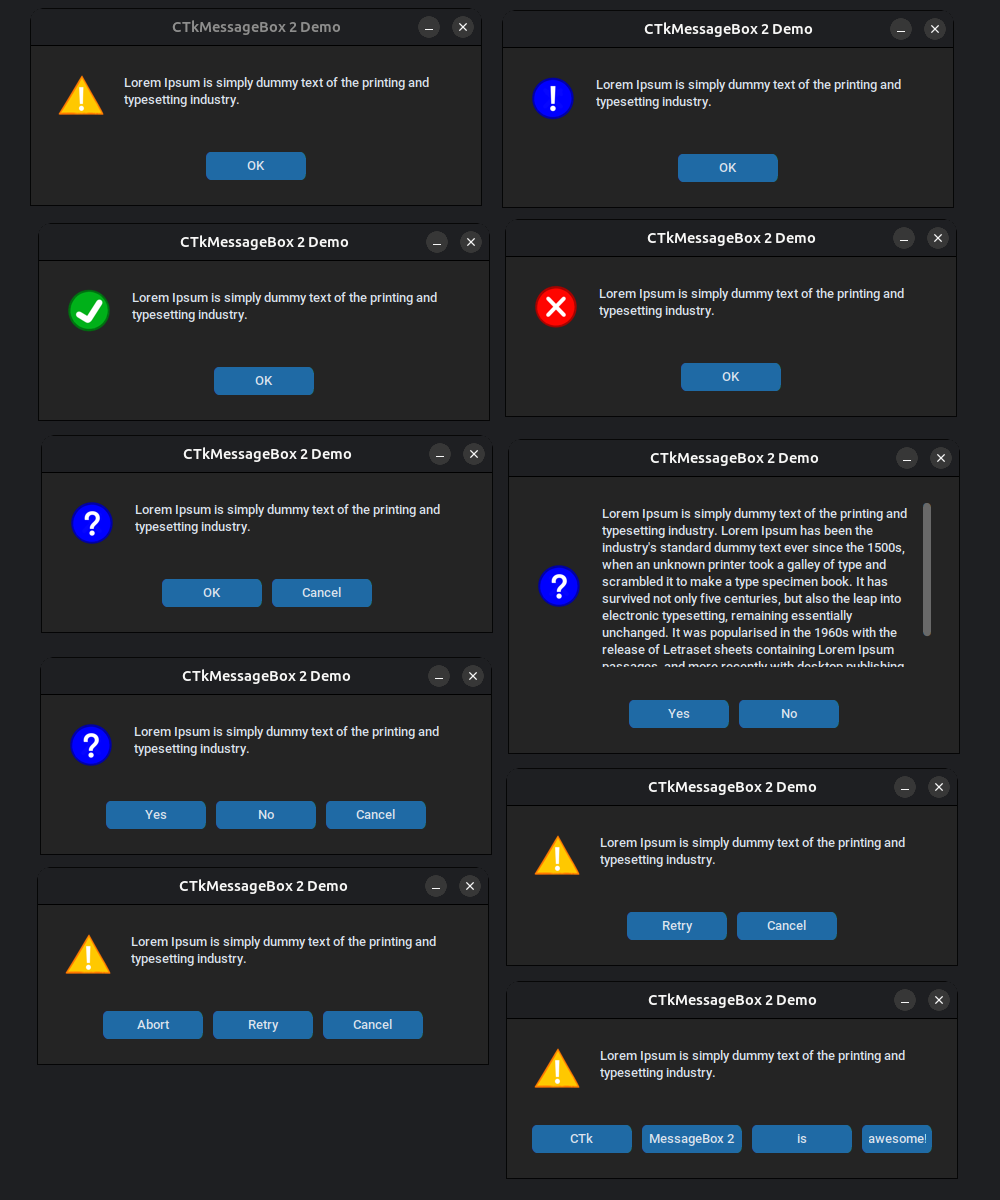 CTkMessageBox 2 Demo
Lorem Ipsum is simply dummy text of the printing and
typesetting industry.
OK
CTkMessageBox 2 Demo
Lorem Ipsum is simply dummy text of the printing and
typesetting industry.
OK
CTkMessageBox 2 Demo
Lorem Ipsum is simply dummy text of the printing and
typesetting industry.
OK
CTkMessageBox 2 Demo
Lorem Ipsum is simply dummy text of the printing and
typesetting industry.
OK
CTkMessageBox 2 Demo
Lorem Ipsum is simply dummy text of the printing and
typesetting industry.
OK Cancel
CTkMessageBox 2 Demo
Lorem Ipsum is simply dummy text of the printing and
typesetting industry. Lorem Ipsum has been the
industry's standard dummy text ever since the 1500s,
when an unknown printer took a galley of type and
scrambled it to make a type specimen book. It has
survived not only five centuries, but also the leap into
electronic typesetting, remaining essentially
unchanged. It was popularised in the 1960s with the
release of Letraset sheets containing Lorem Ipsum
passages, and more recently with desktop publishing
Yes No
CTkMessageBox 2 Demo
Lorem Ipsum is simply dummy text of the printing and
typesetting industry.
Yes No Cancel
CTkMessageBox 2 Demo
Lorem Ipsum is simply dummy text of the printing and
typesetting industry.
Retry Cancel
CTkMessageBox 2 Demo
Lorem Ipsum is simply dummy text of the printing and
typesetting industry.
Abort Retry Cancel
CTkMessageBox 2 Demo
Lorem Ipsum is simply dummy text of the printing and
typesetting industry.
CTk MessageBox 2 is awesome!